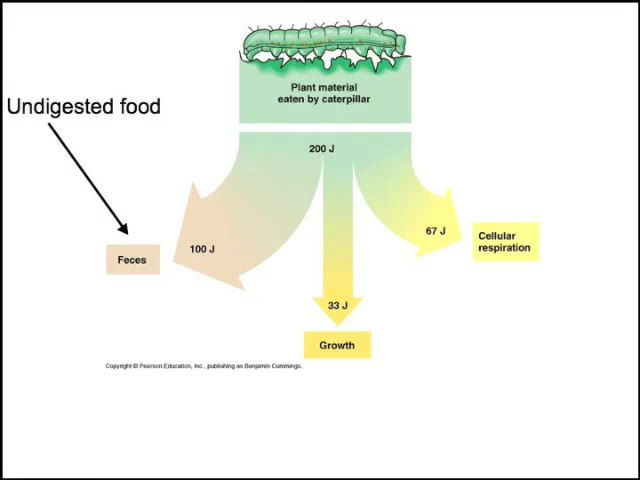 Plant material
eaten by caterpillar
Undigested food
200 J
67 J
Cellular
respiration
100 J
Feces
33 J
Growth
Copyright © Pearson Education, Inc., publishing as Benjamin Cummings.